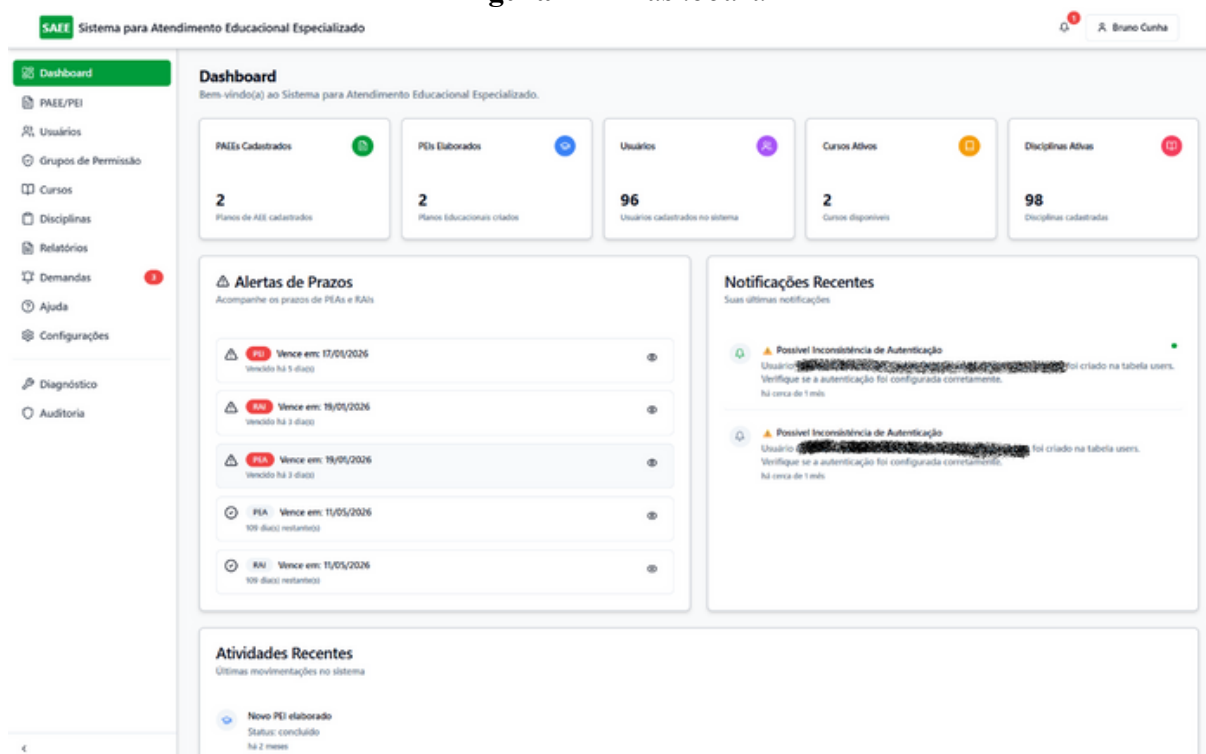 SAEE Sistema para Atendimento Educacional Especializado
1
Bruno Cunha
Dashboard
PAEE/PEI
Usuários
Grupos de Permissão
Cursos
Disciplinas
Relatórios
Demandas 3
Ajuda
Configurações
Diagnóstico
Auditoria
Dashboard
Bem-vindo(a) ao Sistema para Atendimento Educacional Especializado.
PAEEs Cadastrados
2
Planos de AEE cadastrados
PEIs Elaborados
2
Planos Educacionais criados
Usuários
96
Usuários cadastrados no sistema
Cursos Ativos
2
Cursos disponíveis
Disciplinas Ativas
98
Disciplinas cadastradas
Alertas de Prazos
Acompanhe os prazos de PEAs e RAIs
PEI Vence em: 17/01/2026
Vencido há 5 dia(s)
RAI Vence em: 19/01/2026
Vencido há 3 dia(s)
PEA Vence em: 19/01/2026
Vencido há 3 dia(s)
PEA Vence em: 11/05/2026
109 dia(s) restante(s)
RAI Vence em: 11/05/2026
109 dia(s) restante(s)
Notificações Recentes
Suas últimas notificações
Possível Inconsistência de Autenticação
Usuário foi criado na tabela users.
Verifique se a autenticação foi configurada corretamente.
há cerca de 1 mês
Possível Inconsistência de Autenticação
Usuário foi criado na tabela users.
Verifique se a autenticação foi configurada corretamente.
há cerca de 1 mês
Atividades Recentes
Últimas movimentações no sistema
Novo PEI elaborado
Status: concluído
há 2 meses